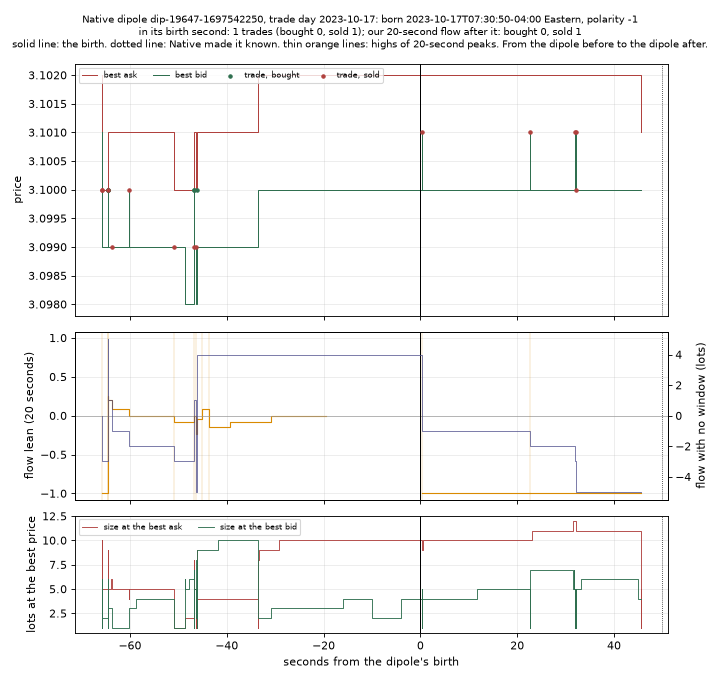 Native dipole dip-19647-1697542250, trade day 2023-10-17: born 2023-10-17T07:30:50-04:00 Eastern, polarity -1
in its birth second: 1 trades (bought 0, sold 1); our 20-second flow after it: bought 0, sold 1
solid line: the birth. dotted line: Native made it known. thin orange lines: highs of 20-second peaks. From the dipole before to the dipole after.
best ask
best bid
trade, bought
trade, sold
price
3.1020
3.1015
3.1010
3.1005
3.1000
3.0995
3.0990
3.0985
3.0980
flow lean (20 seconds)
1.0
0.5
0.0
−0.5
−1.0
4
2
0
−2
−4
flow with no window (lots)
size at the best ask
size at the best bid
lots at the best price
12.5
10.0
7.5
5.0
2.5
−60
−40
−20
0
20
40
seconds from the dipole's birth